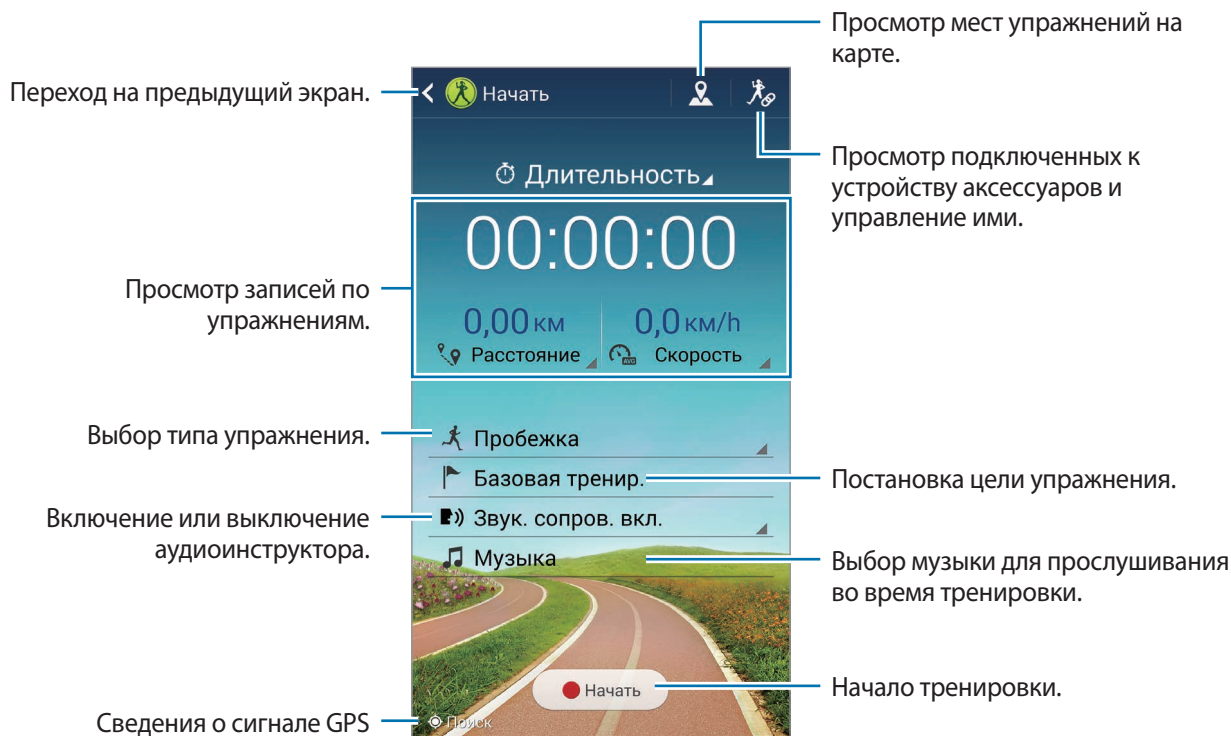 Просмотр мест упражнений на
карте.
Переход на предыдущий экран.
Начать
Просмотр подключенных к
устройству аксессуаров и
управление ими.
Длительность
00:00:00
Просмотр записей по
упражнениям.
0,00 км
0,0 км/h
Расстояние
AVG
Скорость
Выбор типа упражнения.
Пробежка
Базовая тренир.
Постановка цели упражнения.
Включение или выключение
аудиоинструктора.
Звук. сопров. вкл.
Музыка
Выбор музыки для прослушивания
во время тренировки.
Начать
Начало тренировки.
Сведения о сигнале GPS
Поиск